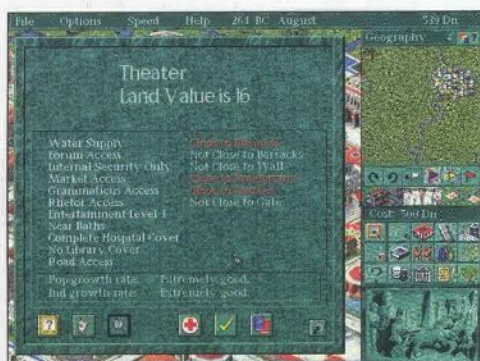 File Options Speed Help 264 BC August 539 Dn
Geography 4
Theater
Land Value is 16
Water Supply
Forum Access Not Close to Barracks
Internal Security Only Not Close to Wall
Market Access
Grammaticus Access
Rhetor Access Not Close to Gate
Entertainment Level 4
Near Baths
Complete Hospital Cover
No Library Cover
Road Access
Pop growth rate: Extremely good.
Ind growth rate: Extremely good.
Cost: 500 Dn